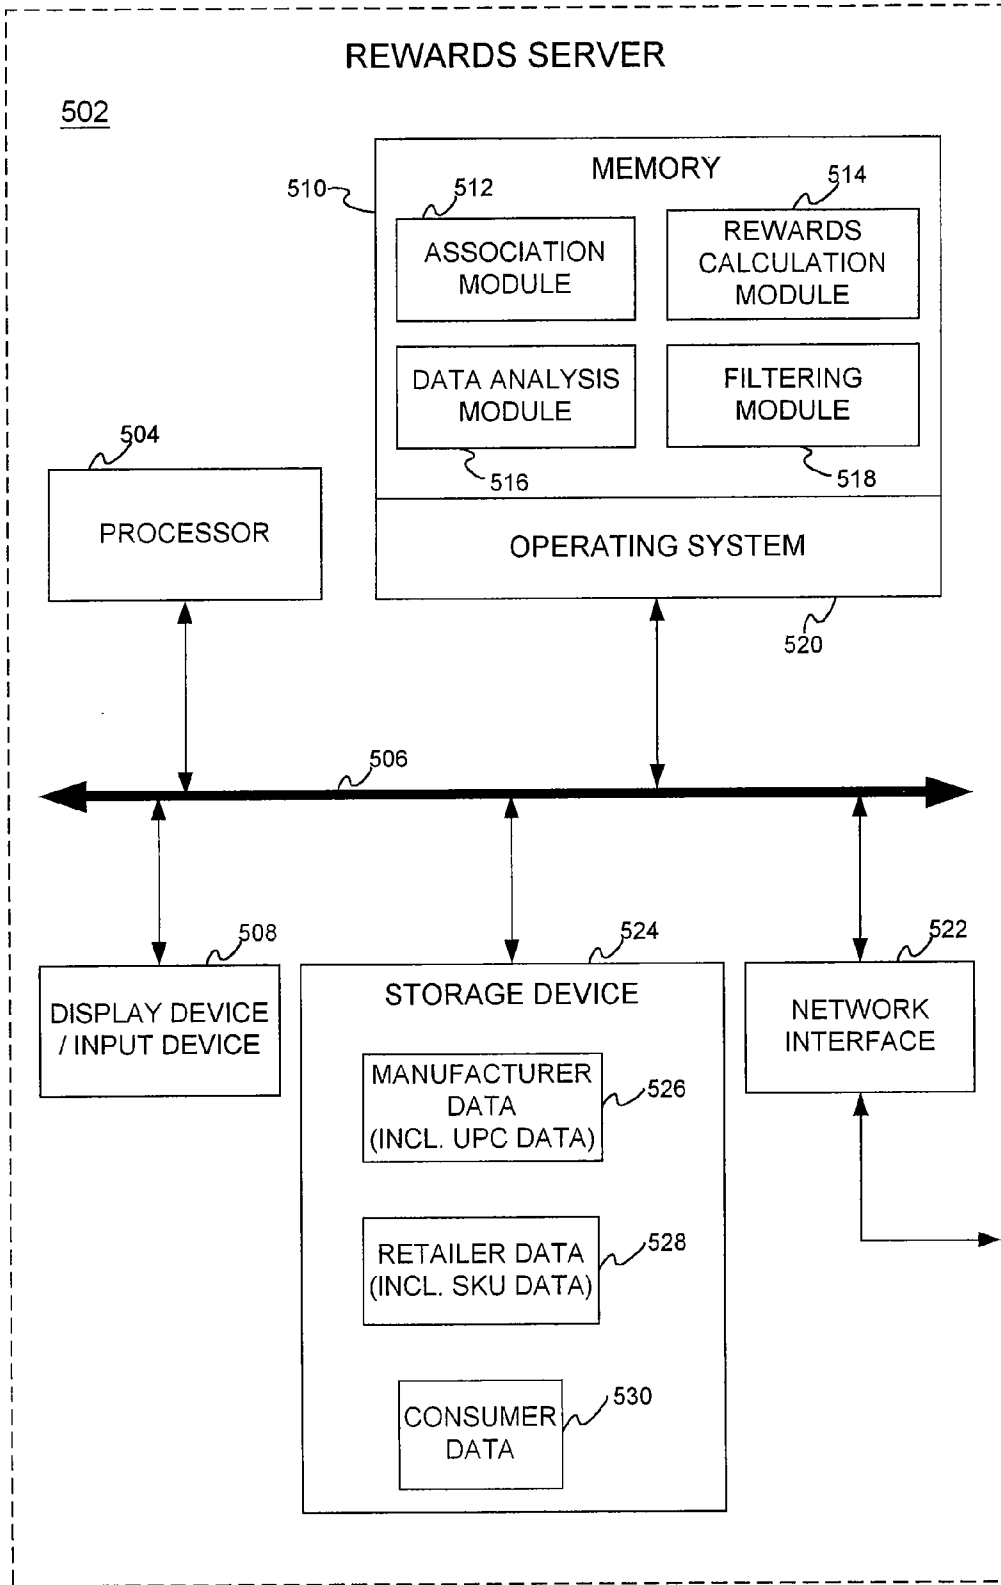 REWARDS SERVER
502
MEMORY
510
512
514
ASSOCIATION
MODULE
REWARDS
CALCULATION
MODULE
DATA ANALYSIS
MODULE
FILTERING
MODULE
516
518
504
PROCESSOR
OPERATING SYSTEM
520
506
508
DISPLAY DEVICE
/ INPUT DEVICE
524
STORAGE DEVICE
MANUFACTURER
DATA
(INCL. UPC DATA)
526
RETAILER DATA
(INCL. SKU DATA)
528
CONSUMER
DATA
530
522
NETWORK
INTERFACE